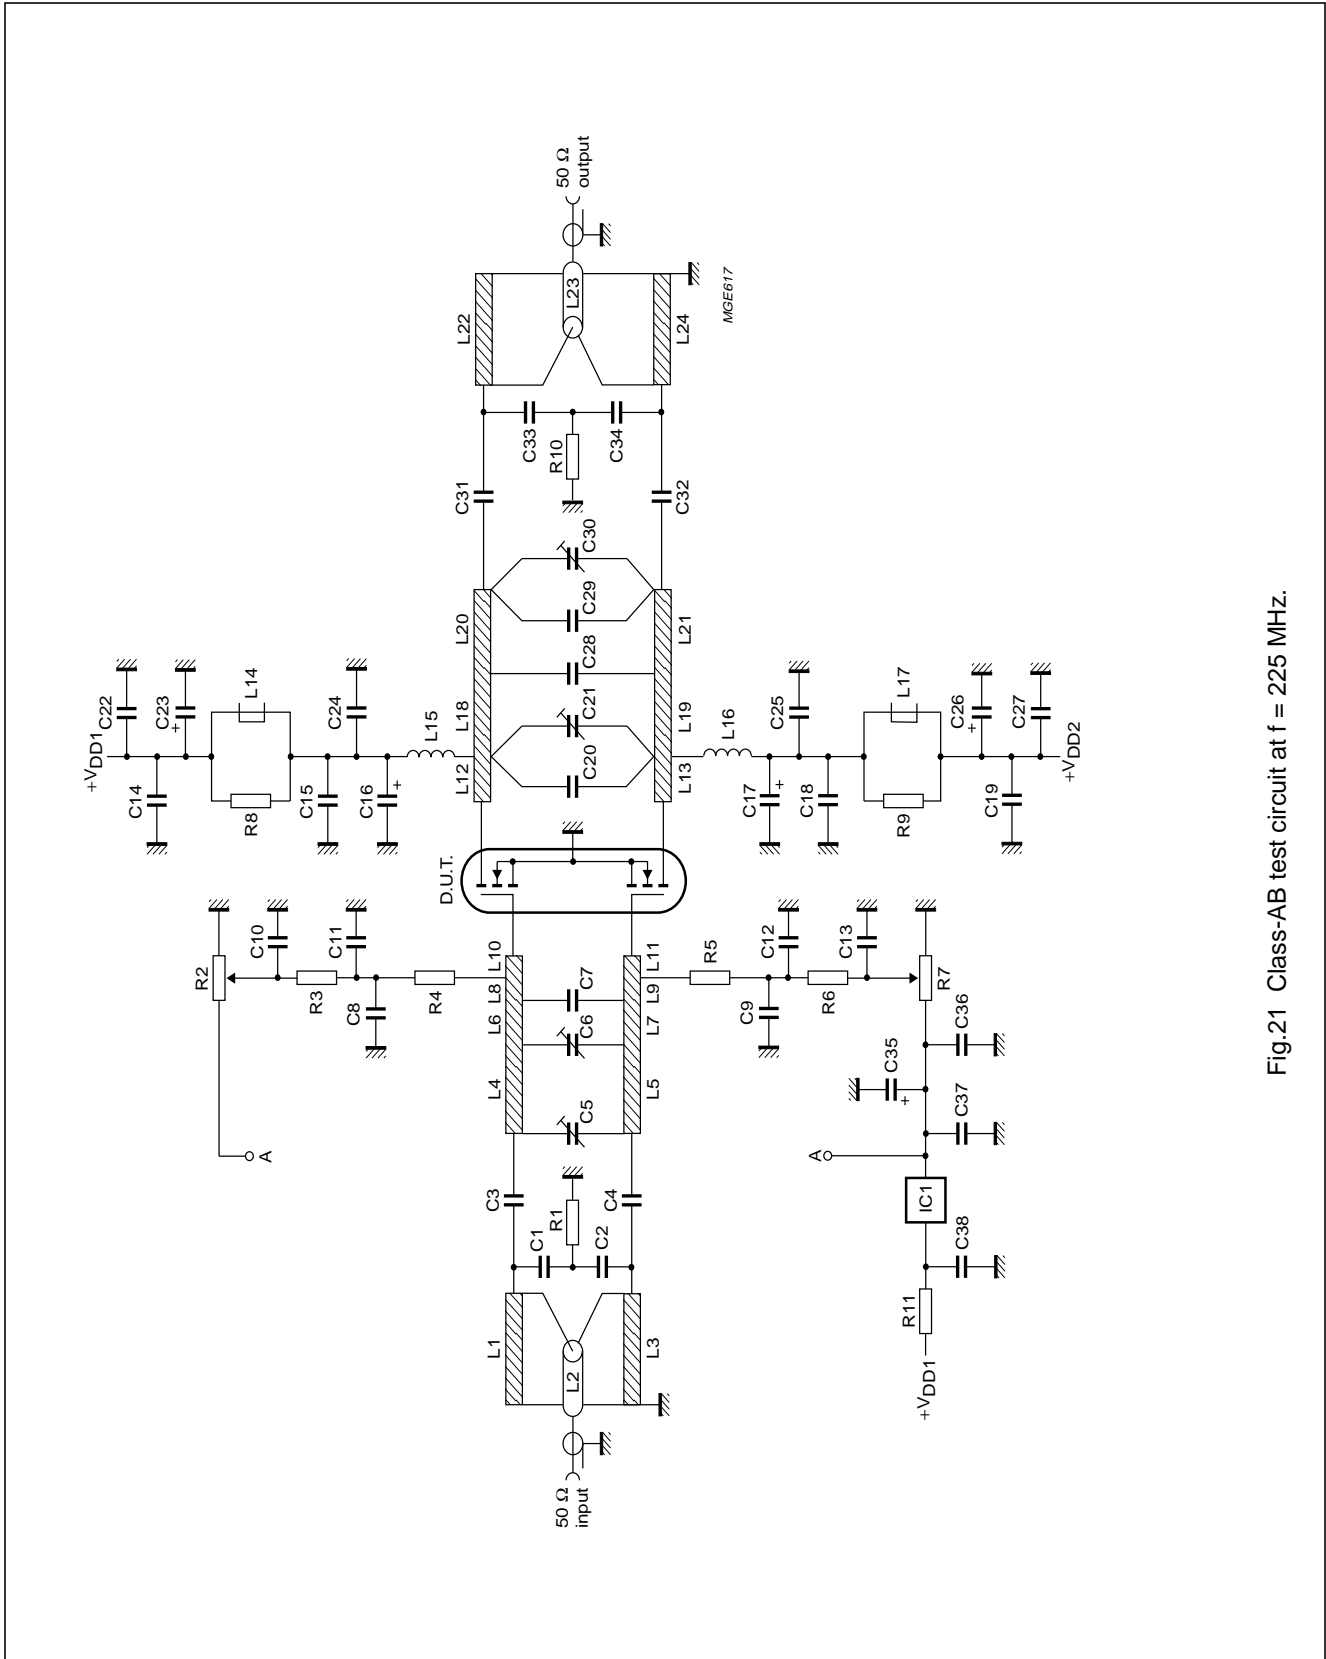 +VDD1
C14
C22
C23
+
R8
L14
C15
C24
C16
+
L15
R2
C10
R3
C11
C8
R4
A
D.U.T.
L12
L18
L20
C31
L22
50 Ω
input
L2
L1
L3
C1
R1
C2
C3
C4
C5
L4
L5
L6
L7
C6
C7
L8
L9
L10
L11
C20
C21
C28
C29
C30
L13
L19
L21
C32
C33
R10
C34
L23
L24
50 Ω
output
MGE617
R5
C9
C12
R6
C13
R7
L16
C17
+
C25
C18
R9
L17
C19
C26
+
C27
+VDD2
+VDD1
R11
C38
IC1
A
C37
C35
+
C36
Fig.21 Class-AB test circuit at f = 225 MHz.